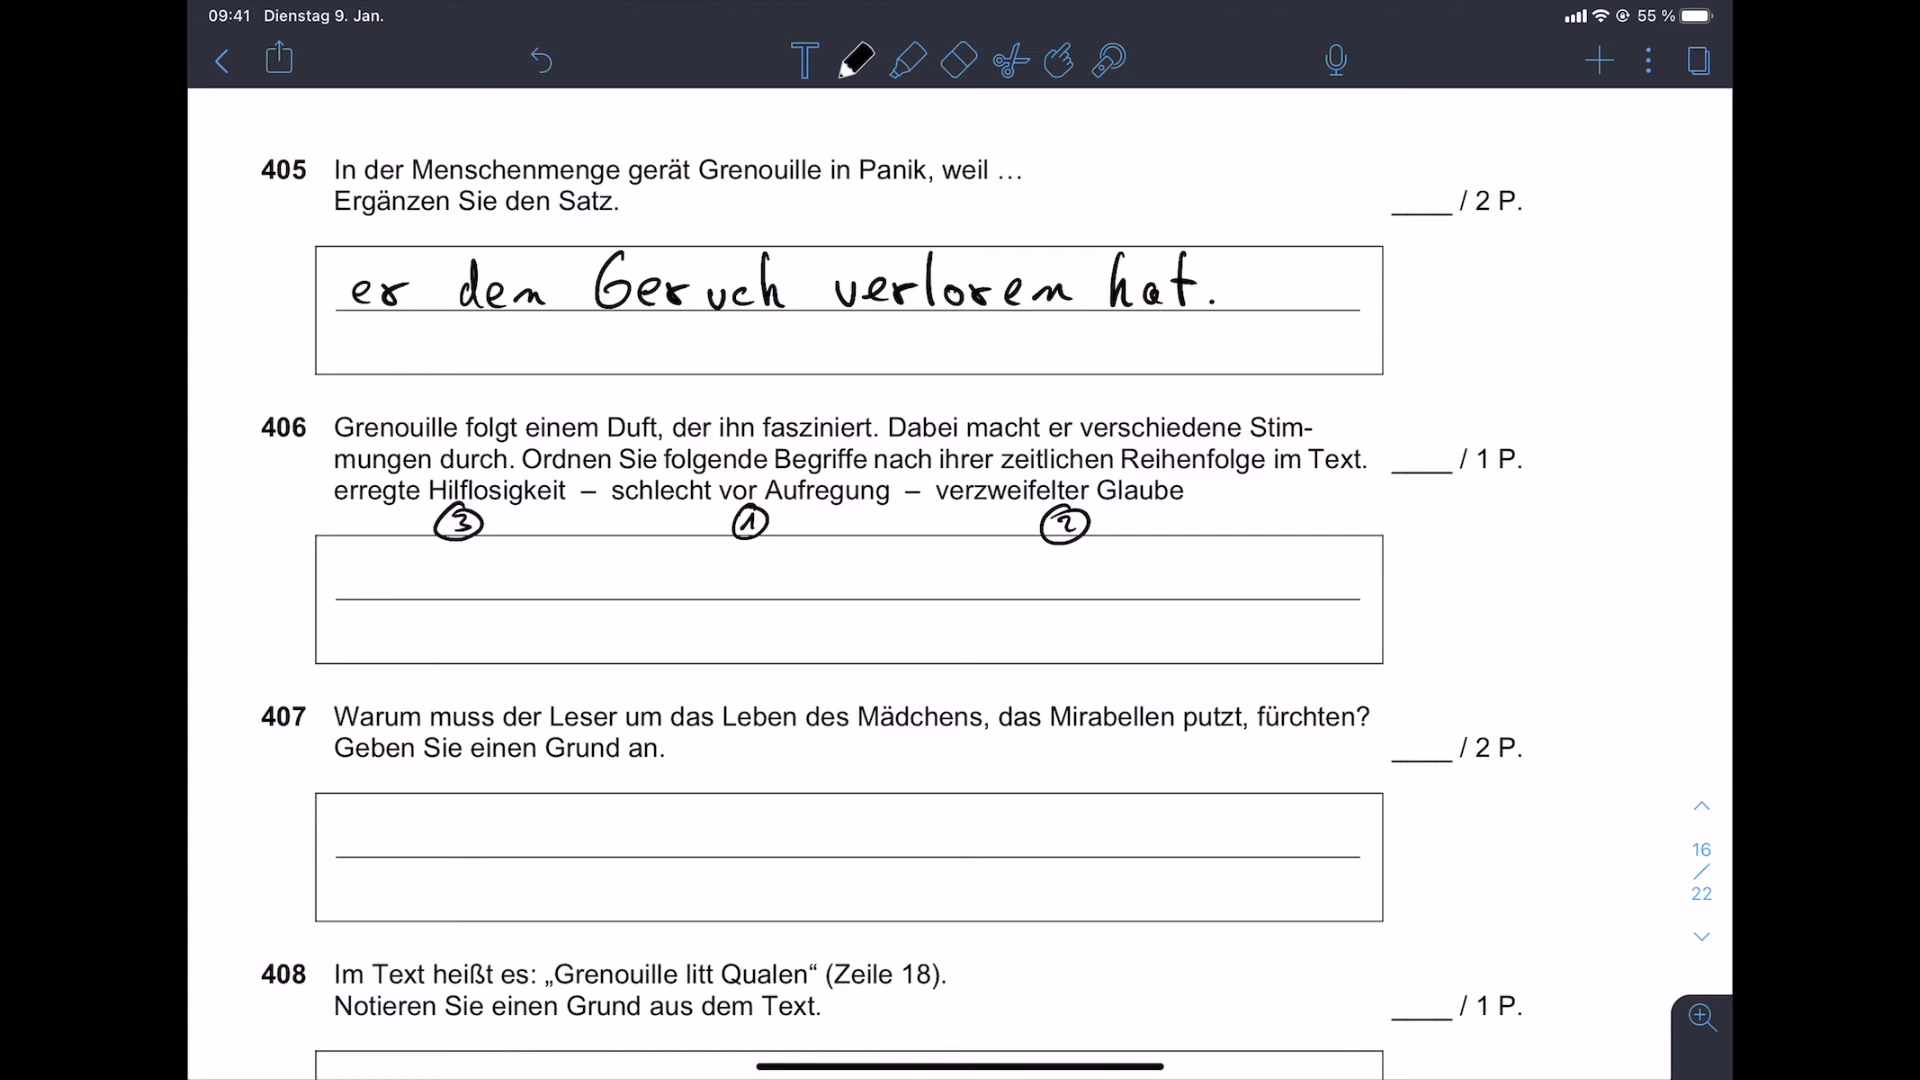 09:41 Dienstag 9. Jan.
55 %
405 In der Menschenmenge gerät Grenouille in Panik, weil …
Ergänzen Sie den Satz.
____ / 2 P.
er den Geruch verloren hat.
406 Grenouille folgt einem Duft, der ihn fasziniert. Dabei macht er verschiedene Stim-
mungen durch. Ordnen Sie folgende Begriffe nach ihrer zeitlichen Reihenfolge im Text. ____ / 1 P.
erregte Hilflosigkeit – schlecht vor Aufregung – verzweifelter Glaube
3 1 2
407 Warum muss der Leser um das Leben des Mädchens, das Mirabellen putzt, fürchten?
Geben Sie einen Grund an.
____ / 2 P.
16
/
22
408 Im Text heißt es: „Grenouille litt Qualen“ (Zeile 18).
Notieren Sie einen Grund aus dem Text.
____ / 1 P.